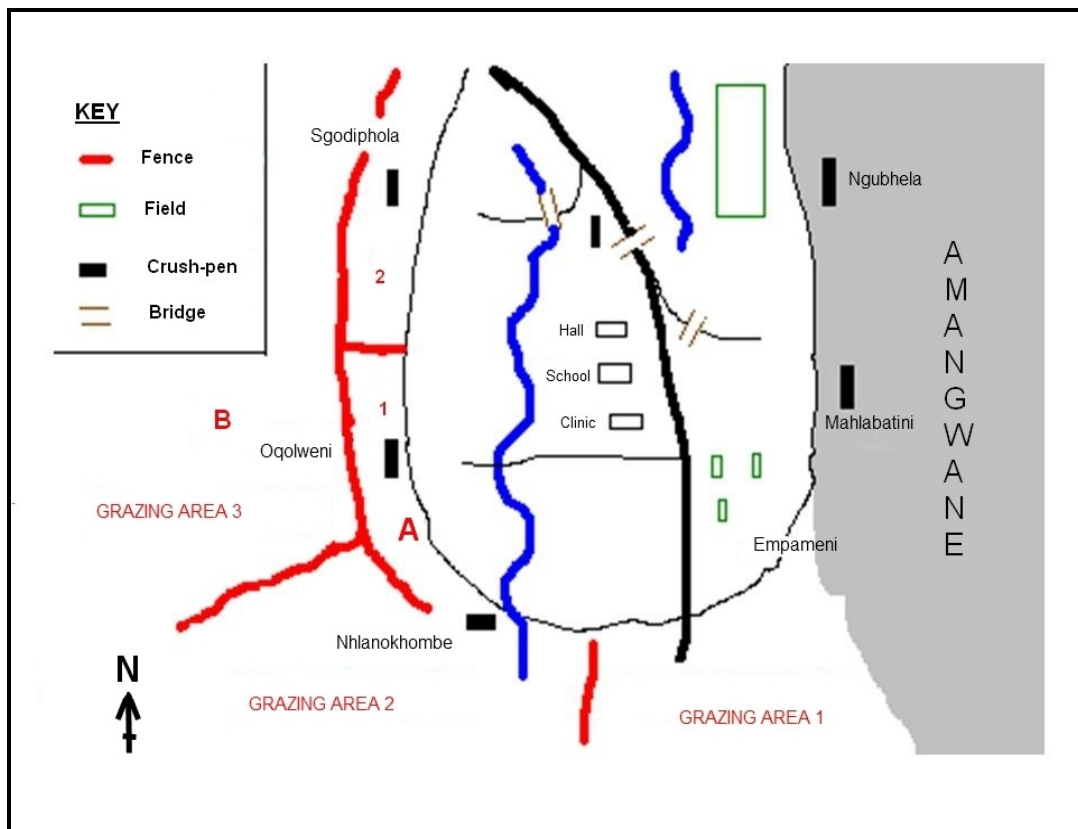 KEY
Fence
Field
Crush-pen
Bridge
Sgodiphola
Ngubhela
2
Hall
School
Clinic
1
B
Oqolweni
Mahlabatini
AMANGWANE
GRAZING AREA 3
A
Empameni
Nhlanokhombe
N
GRAZING AREA 2
GRAZING AREA 1